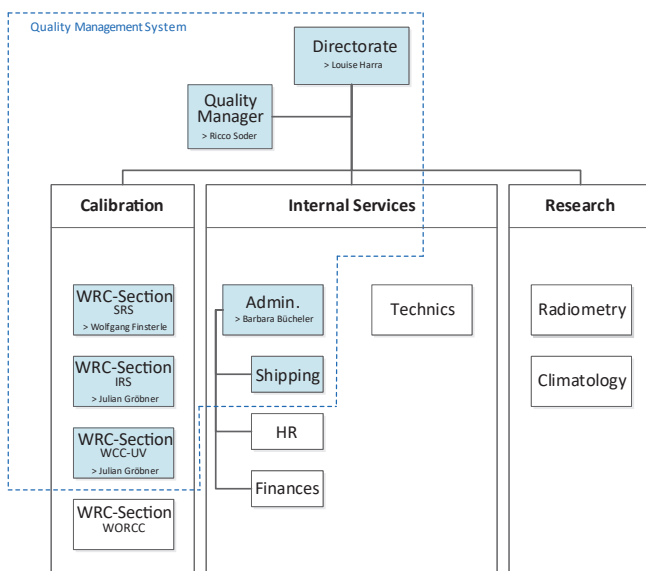 Quality Management System
Directorate
> Louise Harra
Quality
Manager
> Ricco Soder
Calibration
Internal Services
Research
WRC-Section
SRS
> Wolfgang Finsterle
WRC-Section
IRS
> Julian Gröbner
WRC-Section
WCC-UV
> Julian Gröbner
WRC-Section
WORCC
Admin.
> Barbara Bücheler
Shipping
HR
Finances
Technics
Radiometry
Climatology